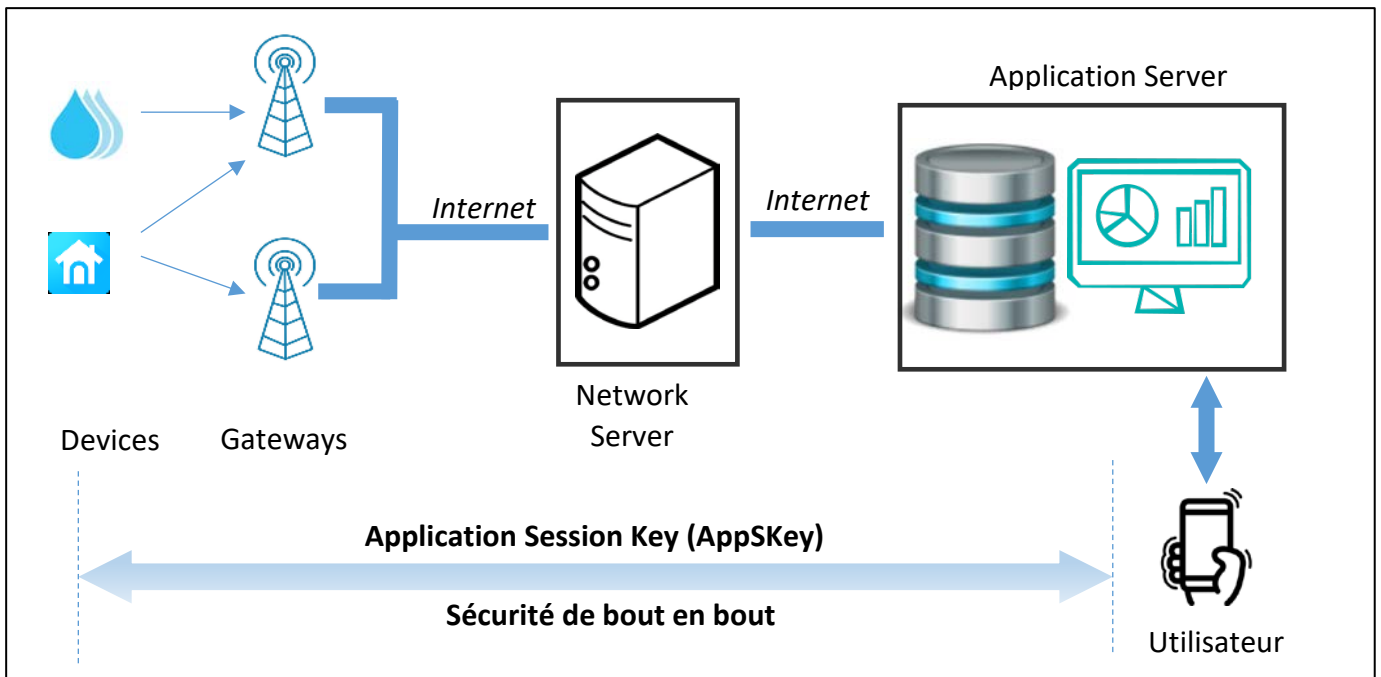 Application Server
Internet
Internet
Network
Server
Devices
Gateways
Application Session Key (AppSKey)
Sécurité de bout en bout
Utilisateur